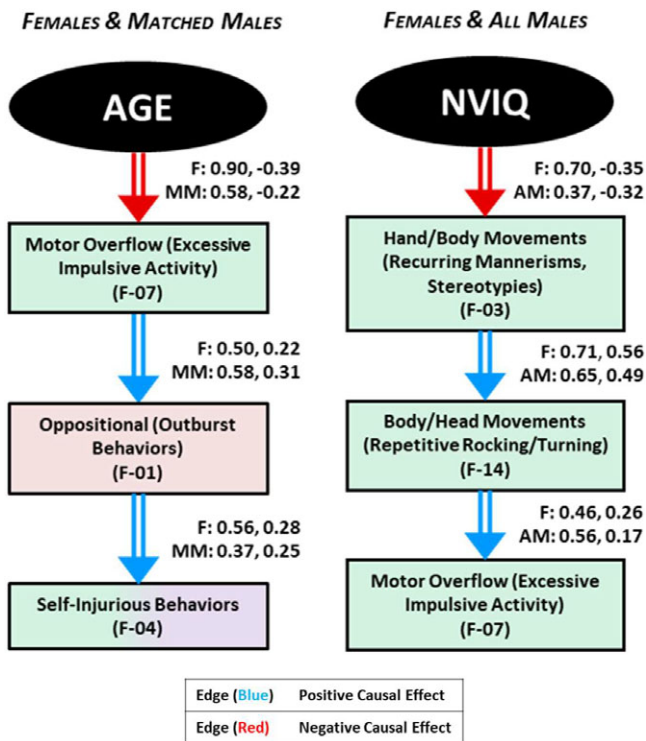 FEMALES & MATCHED MALES
AGE
F: 0.90, -0.39
MM: 0.58, -0.22
Motor Overflow (Excessive
Impulsive Activity)
(F-07)
F: 0.50, 0.22
MM: 0.58, 0.31
Oppositional (Outburst
Behaviors)
(F-01)
F: 0.56, 0.28
MM: 0.37, 0.25
Self-Injurious Behaviors
(F-04)
FEMALES & ALL MALES
NVIQ
F: 0.70, -0.35
AM: 0.37, -0.32
Hand/Body Movements
(Recurring Mannerisms,
Stereotypies)
(F-03)
F: 0.71, 0.56
AM: 0.65, 0.49
Body/Head Movements
(Repetitive Rocking/Turning)
(F-14)
F: 0.46, 0.26
AM: 0.56, 0.17
Motor Overflow (Excessive
Impulsive Activity)
(F-07)
Edge (Blue) Positive Causal Effect
Edge (Red) Negative Causal Effect